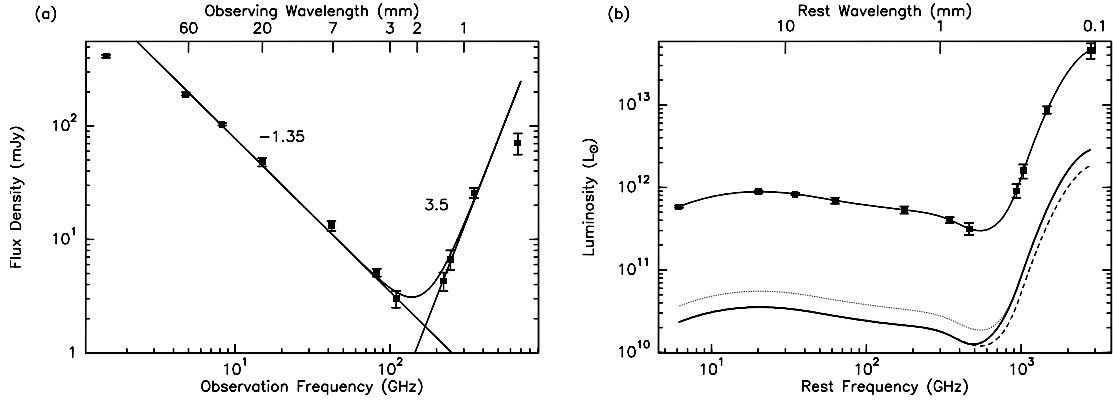 (a)
Observing Wavelength (mm)
60 20 7 3 2 1
Flux Density (mJy)
10²
10
1
−1.35
3.5
10¹ 10²
Observation Frequency (GHz)
(b)
Rest Wavelength (mm)
10 1 0.1
Luminosity (L⊙)
10¹³
10¹²
10¹¹
10¹⁰
10¹ 10² 10³
Rest Frequency (GHz)